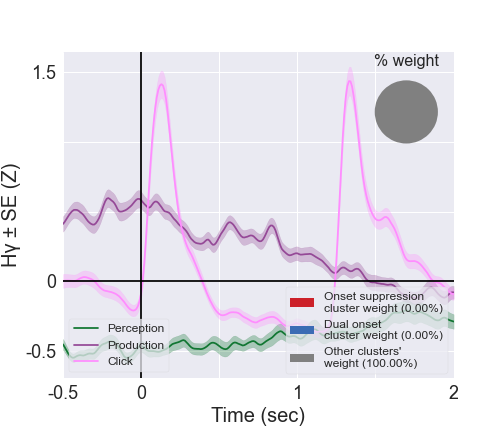 % weight
1.5
0
-0.5
Hγ ± SE (Z)
Perception
Production
Click
Onset suppression
cluster weight (0.00%)
Dual onset
cluster weight (0.00%)
Other clusters'
weight (100.00%)
-0.5
0
1
2
Time (sec)